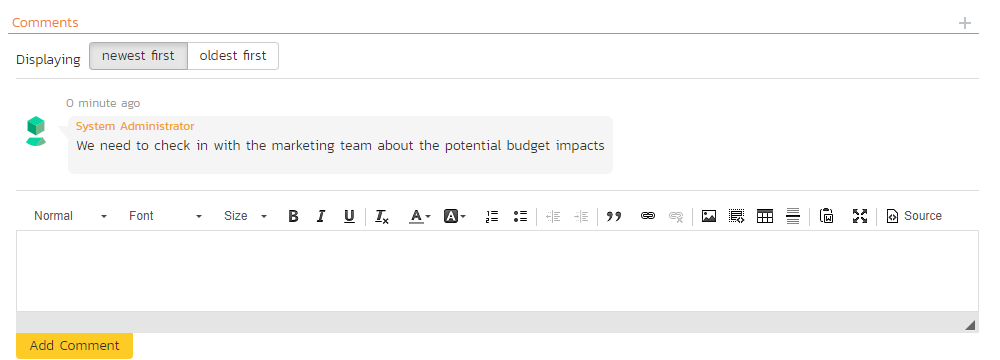 Comments
Displaying newest first oldest first
0 minute ago
System Administrator
We need to check in with the marketing team about the potential budget impacts
Normal Font Size B I U Tx A A Source
Add Comment